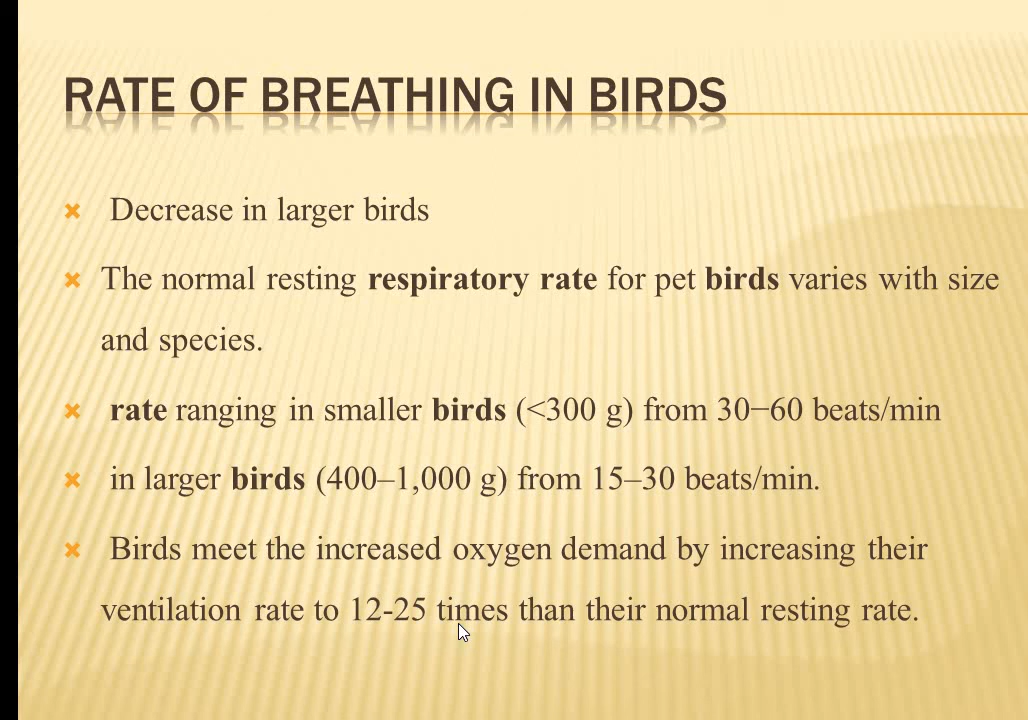 RATE OF BREATHING IN BIRDS
Decrease in larger birds
The normal resting respiratory rate for pet birds varies with size
and species.
rate ranging in smaller birds (<300 g) from 30−60 beats/min
in larger birds (400–1,000 g) from 15–30 beats/min.
Birds meet the increased oxygen demand by increasing their
ventilation rate to 12-25 times than their normal resting rate.